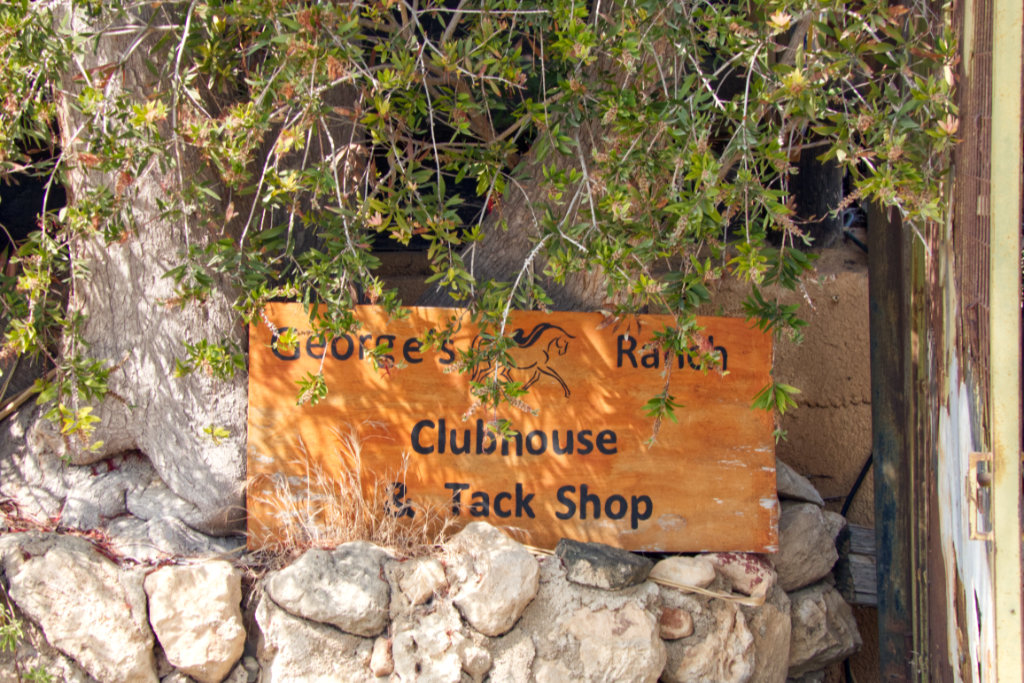 George's Ranch
Clubhouse
& Tack Shop